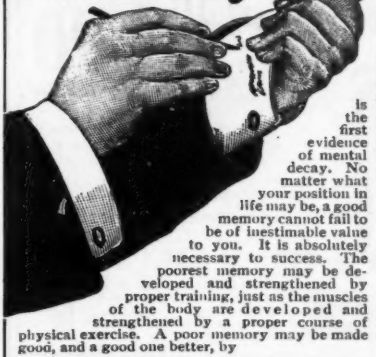 is
the
first
evidence
of mental
decay. No
matter what
your position in
life may be, a good
memory cannot fail to
be of inestimable value
to you. It is absolutely
necessary to success. The
poorest memory may be de-
veloped and strengthened by
proper training, just as the muscles
of the body are developed and
strengthened by a proper course of
physical exercise. A poor memory may be made
good, and a good one better, by